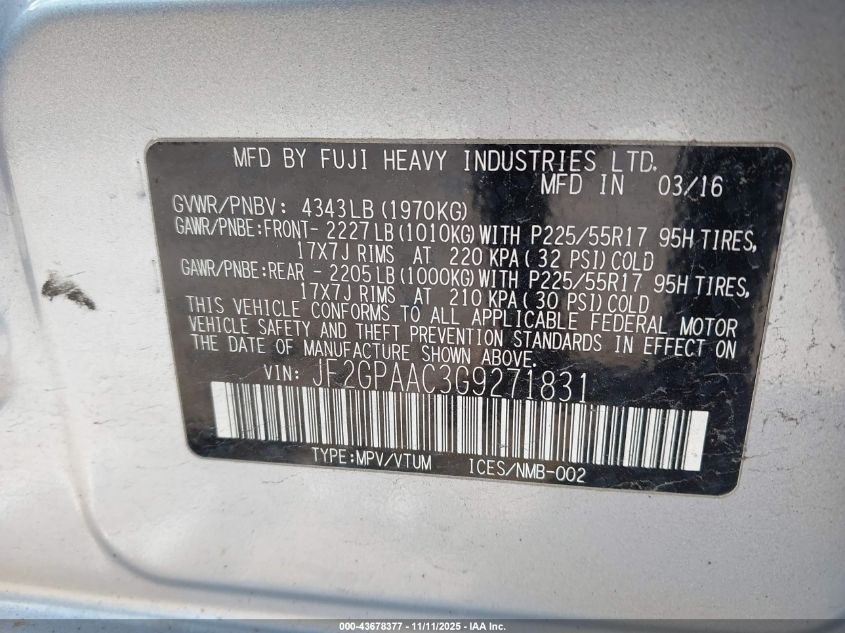 MFD BY FUJI HEAVY INDUSTRIES LTD.
MFD IN 03/16
GVWR/PNBV: 4343LB (1970KG)
GAWR/PNBE:FRONT- 2227LB (1010KG) WITH P225/55R17 95H TIRES,
17X7J RIMS AT 220 KPA( 32 PSI) COLD
GAWR/PNBE:REAR - 2205LB (1000KG) WITH P225/55R17 95H TIRES,
17X7J RIMS AT 210 KPA( 30 PSI) COLD
THIS VEHICLE CONFORMS TO ALL APPLICABLE FEDERAL MOTOR
VEHICLE SAFETY AND THEFT PREVENTION STANDARDS IN EFFECT ON
THE DATE OF MANUFACTURE SHOWN ABOVE.
VIN: JF2GPAAC3G9271831
TYPE:MPV/VTUM ICES/NMB-002
000-43678377 - 11/11/2025 - IAA Inc.